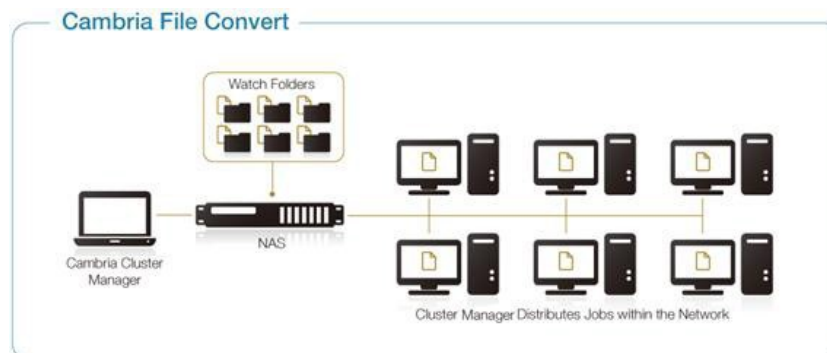 Cambria File Convert
Watch Folders
NAS
Cambria Cluster
Manager
Cluster Manager Distributes Jobs within the Network